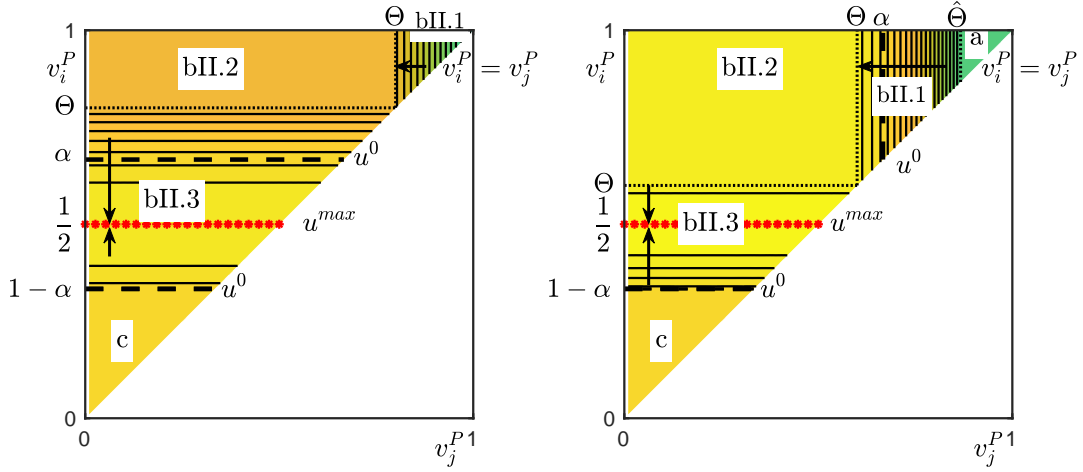 Θ bII.1
1
v_i^P bII.2 v_i^P = v_j^P
Θ
α u^0
bII.3
1/2 u^{max}
1 − α u^0
c
0
0 v_j^P 1
Θ α Θ̂
1 a
v_i^P bII.2 v_i^P = v_j^P
bII.1
u^0
Θ
1/2 bII.3 u^{max}
1 − α u^0
c
0
0 v_j^P 1